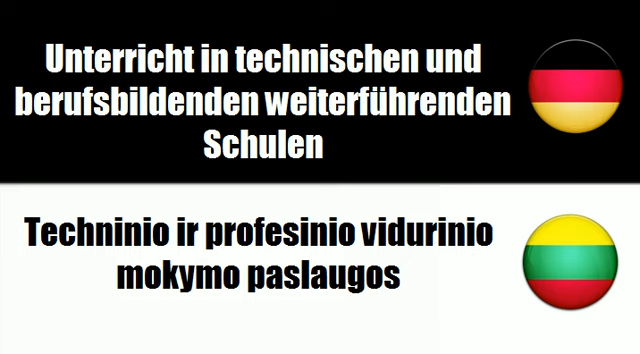 Unterricht in technischen und
berufsbildenden weiterführenden
Schulen
Techninio ir profesinio vidurinio
mokymo paslaugos